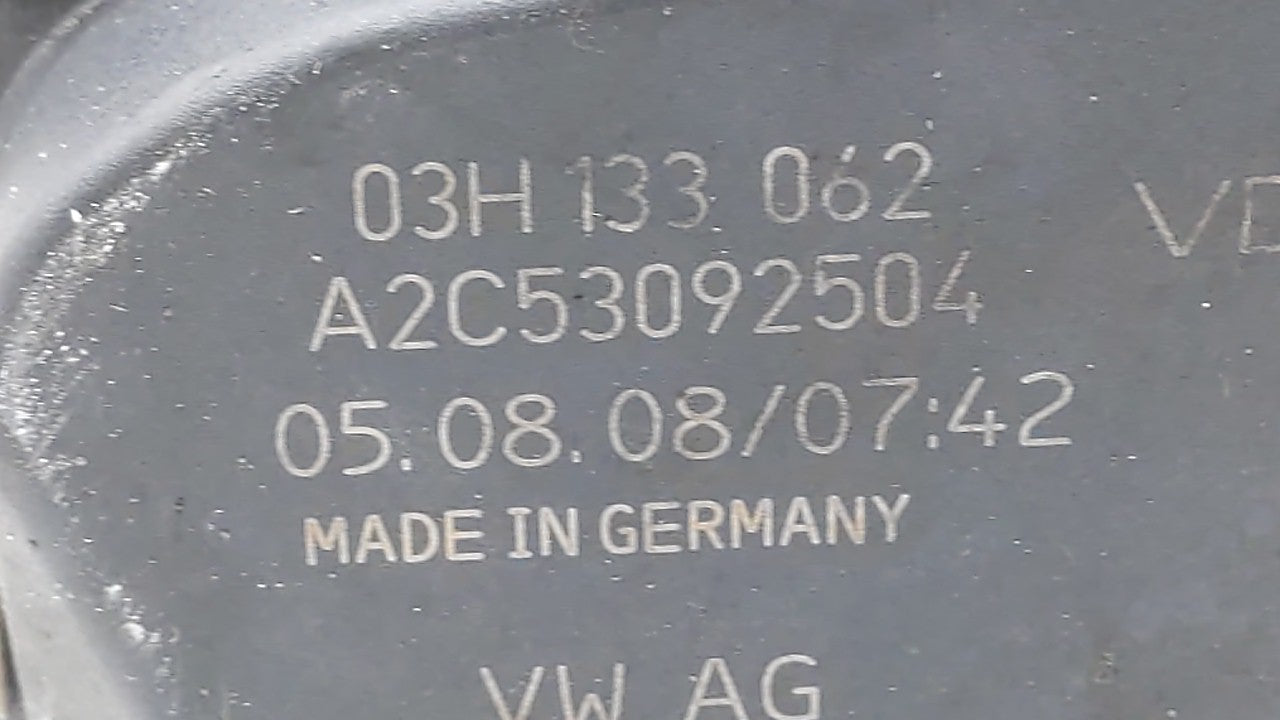 03H 133 062
A2C53092504
05.08.08/07:42
MADE IN GERMANY
VW AG